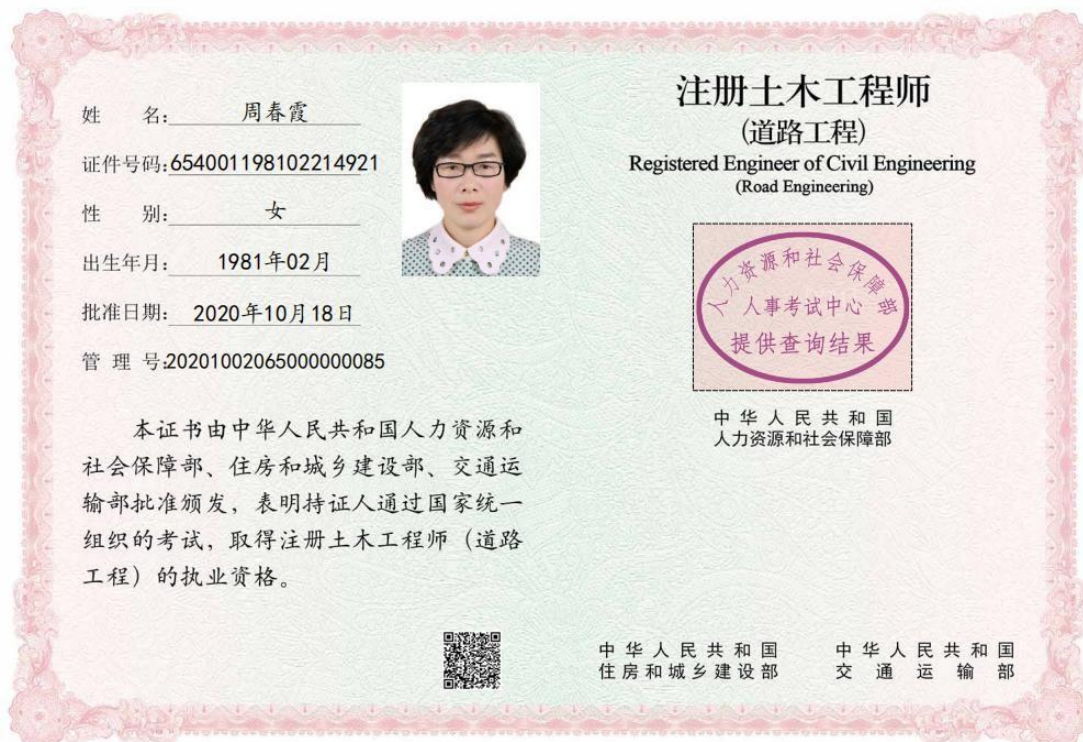 姓 名: 周春霞
证件号码: 654001198102214921
性 别: 女
出生年月: 1981年02月
批准日期: 2020年10月18日
管 理 号: 20201002065000000085
本证书由中华人民共和国人力资源和
社会保障部、住房和城乡建设部、交通运
输部批准颁发，表明持证人通过国家统一
组织的考试，取得注册土木工程师（道路
工程）的执业资格。
注册土木工程师
(道路工程)
Registered Engineer of Civil Engineering
(Road Engineering)
人力资源和社会保障部
人事考试中心
提供查询结果
中华人民共和国
人力资源和社会保障部
中华人民共和国
住房和城乡建设部
中华人民共和国
交通运输部